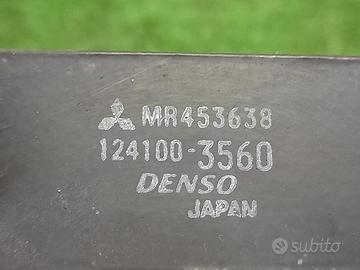 MR453638
124100-3560
DENSO
JAPAN
subito